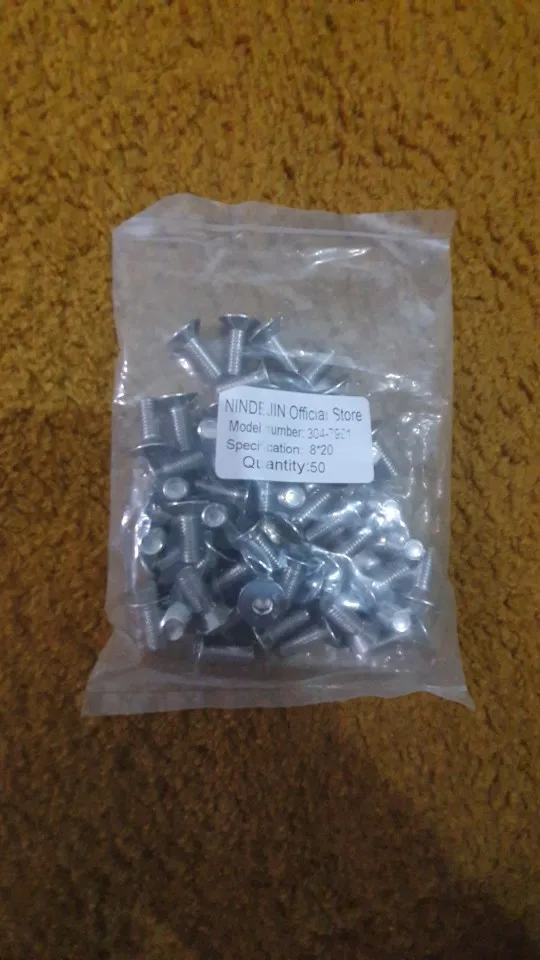 NINDEJIN Official Store
Model number:
Specification: 8*20
Quantity:50